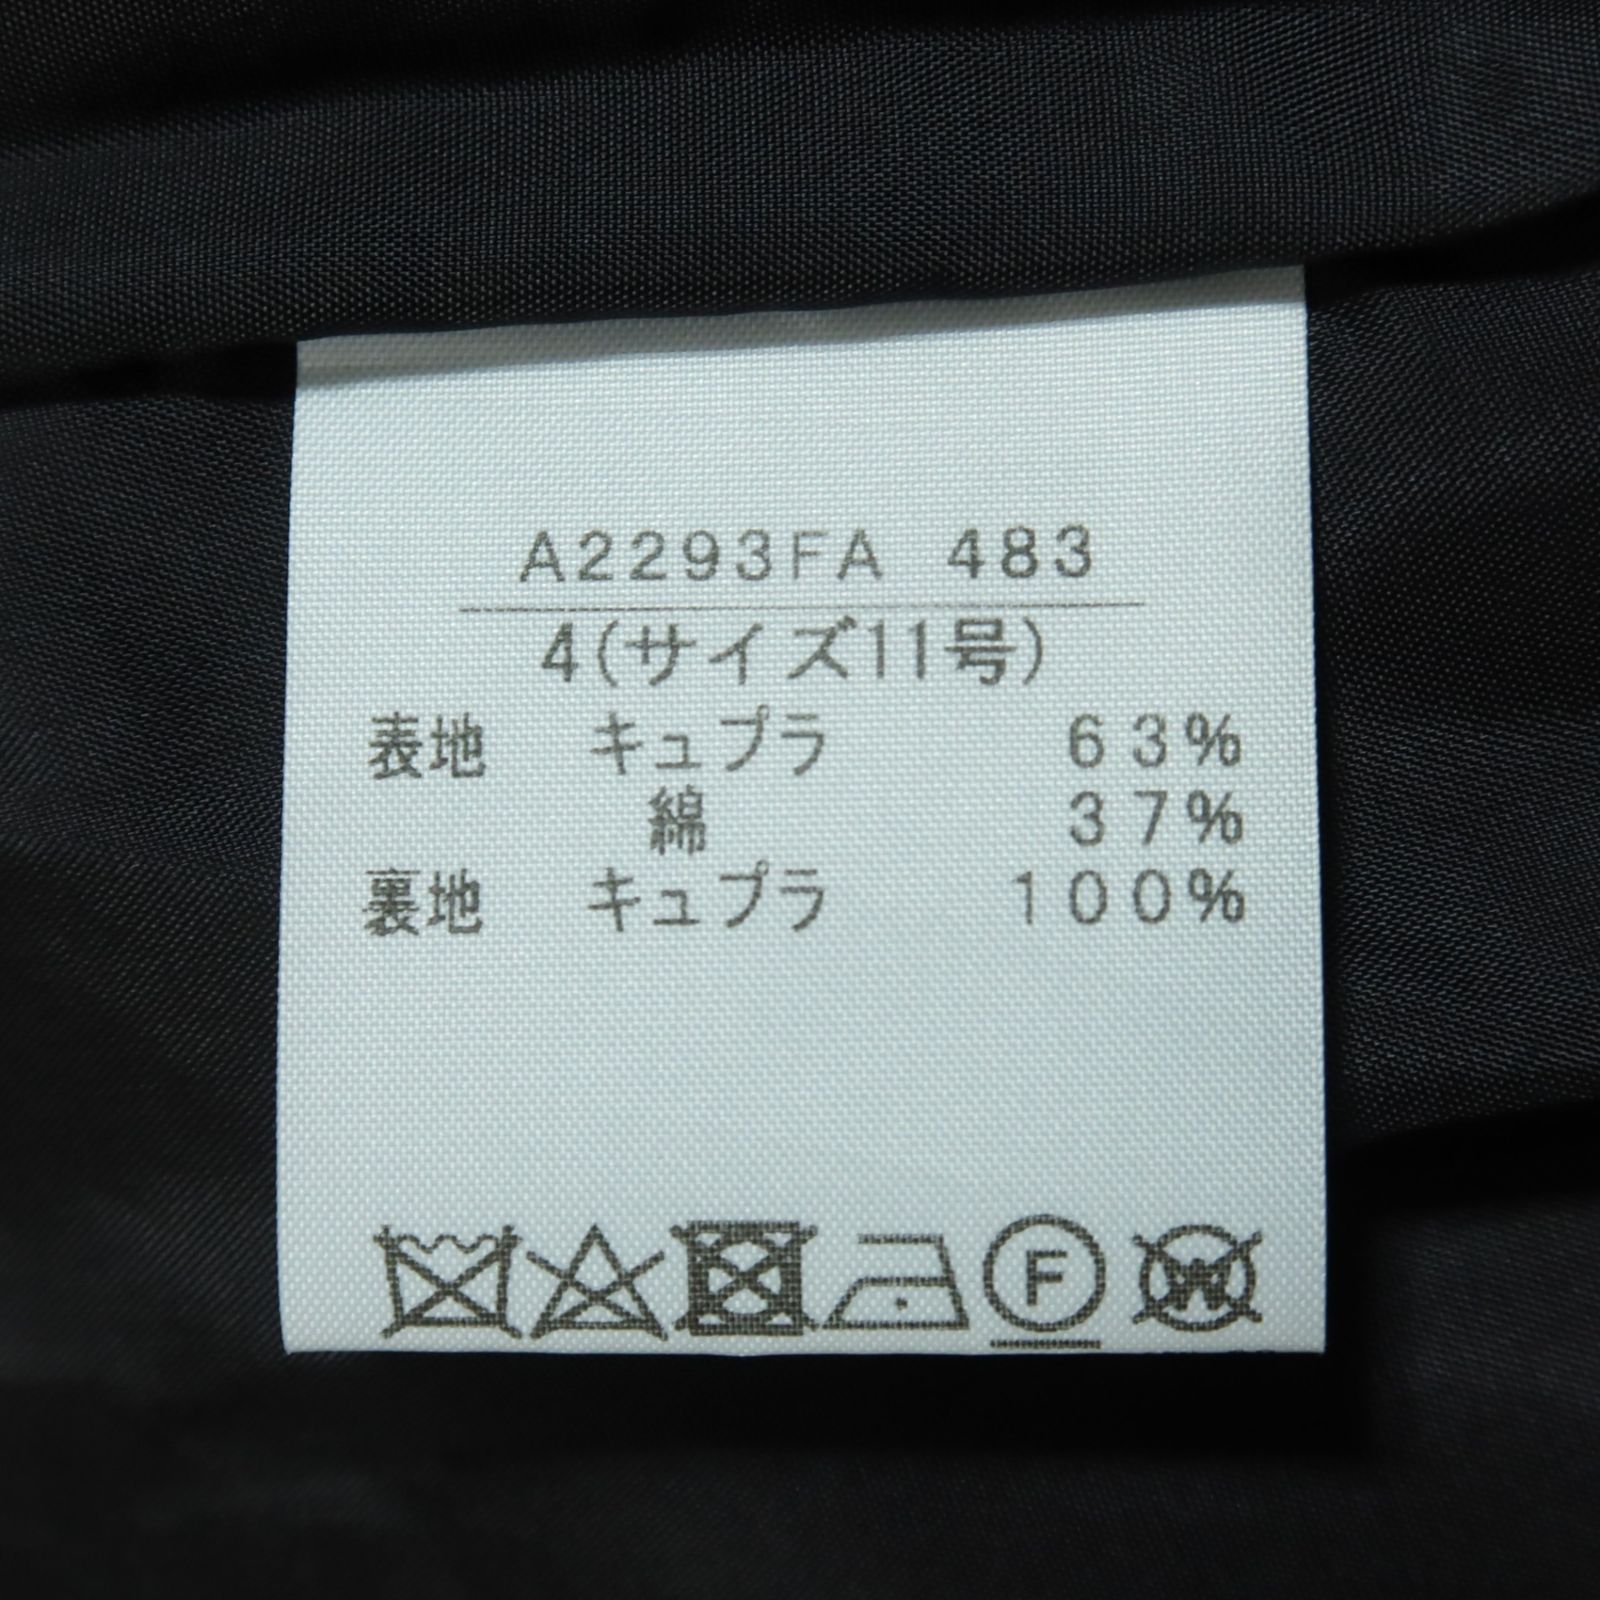 A2293FA 483
4(サイズ11号)
表地 キュプラ 63%
綿 37%
裏地 キュプラ 100%
F W